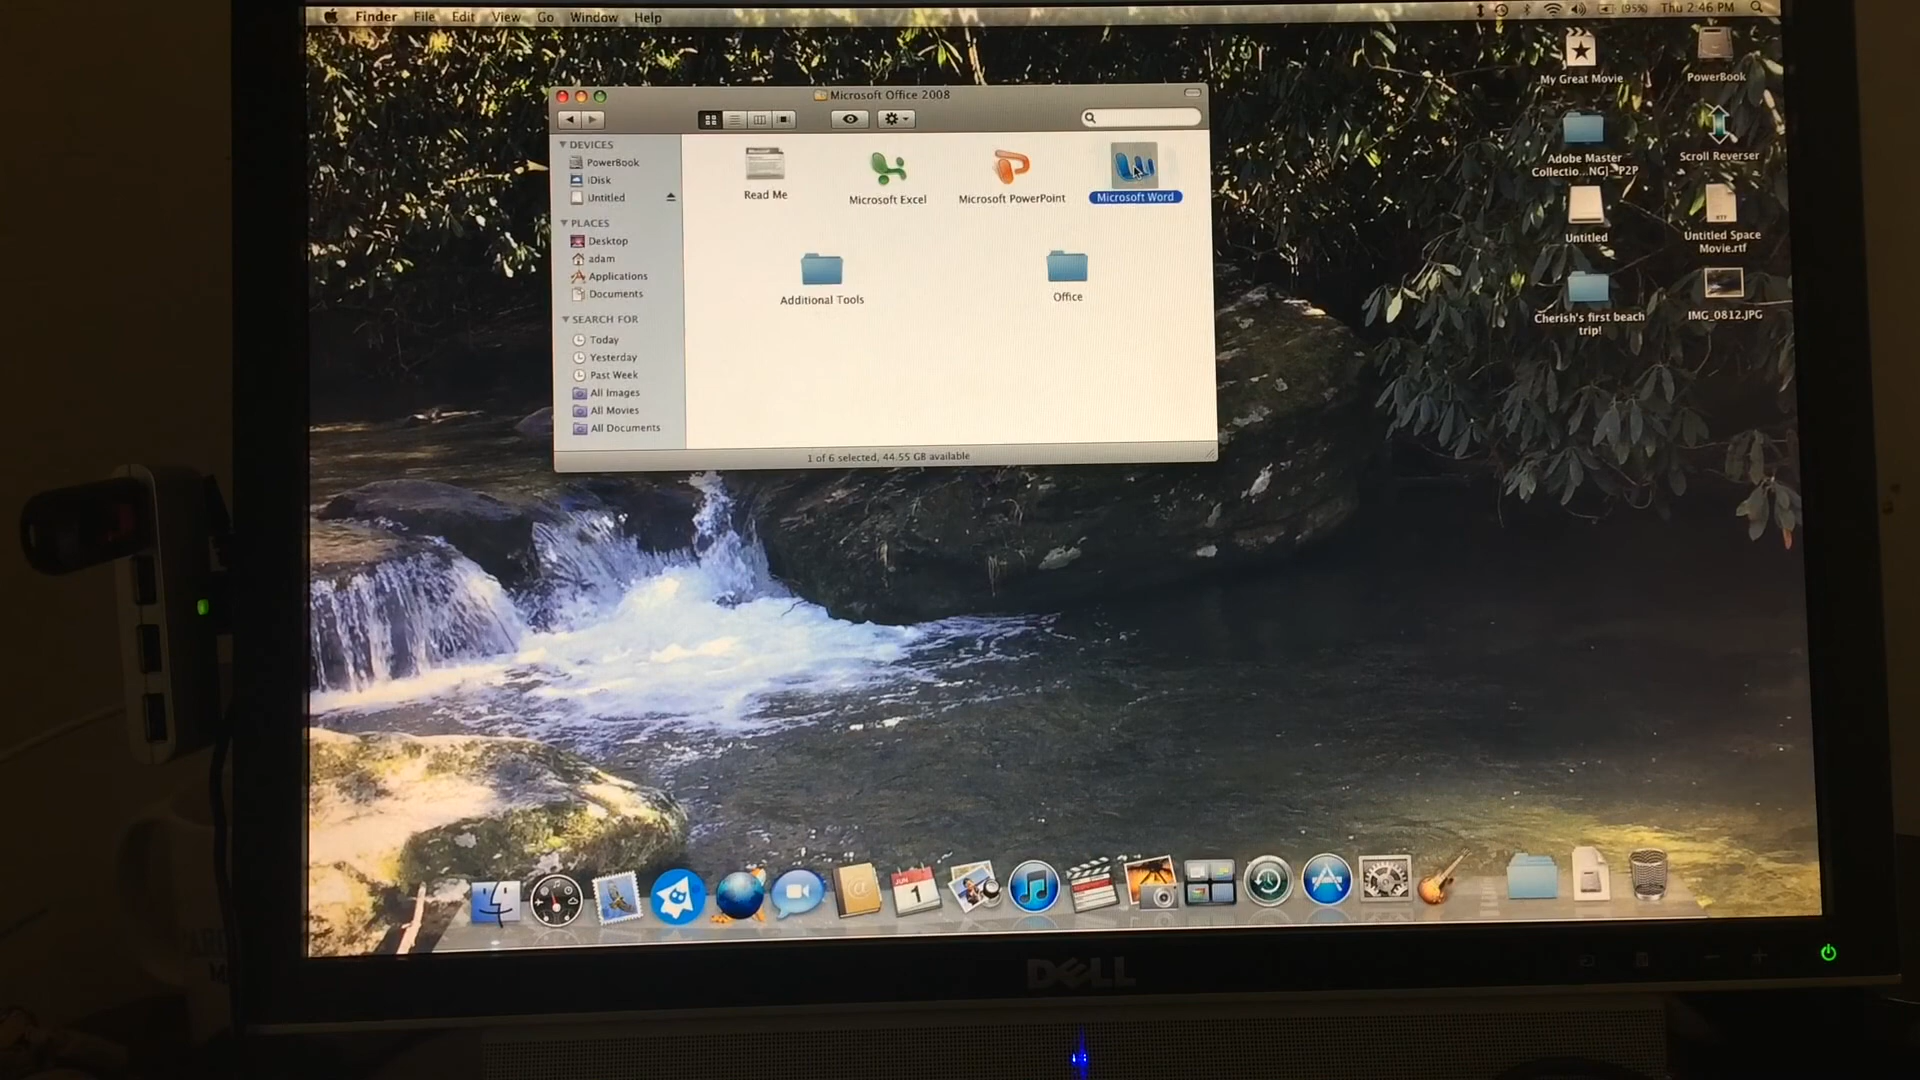 Finder File Edit View Go Window Help
(95%) Thu 2:46 PM
Microsoft Office 2008
DEVICES
PowerBook
iDisk
Untitled
PLACES
Desktop
adam
Applications
Documents
SEARCH FOR
Today
Yesterday
Past Week
All Images
All Movies
All Documents
Read Me
Microsoft Excel
Microsoft PowerPoint
Microsoft Word
Additional Tools
Office
1 of 6 selected, 44.55 GB available
My Great Movie
PowerBook
Adobe Master
Collectio...NG]-P2P
Scroll Reverser
Untitled
RTF
Untitled Space
Movie.rtf
Cherish's first beach
trip!
IMG_0812.JPG
JUN
1
DELL